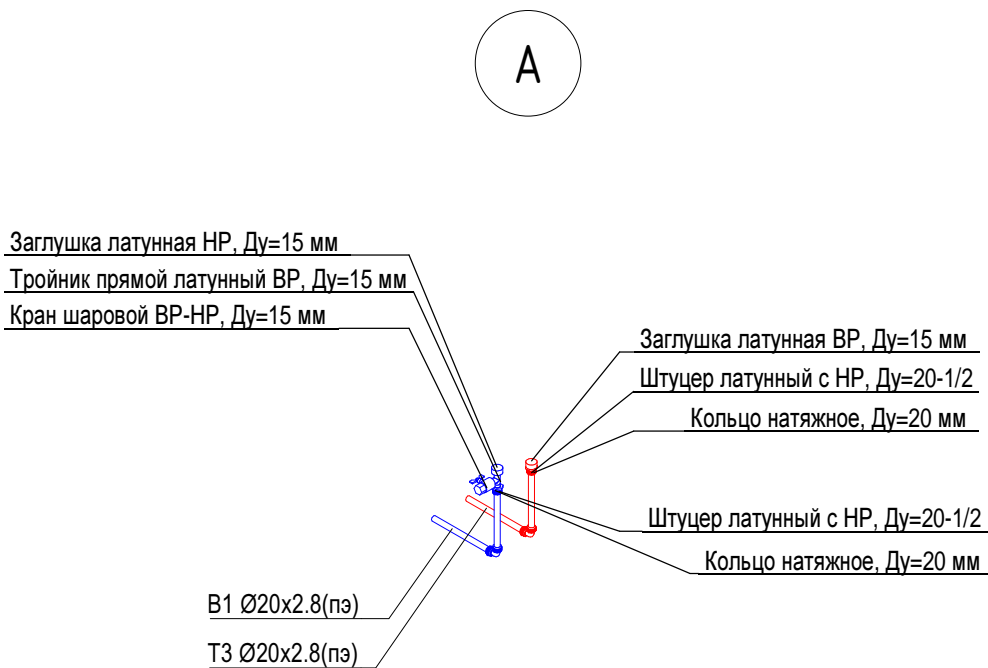 А
Заглушка латунная НР, Ду=15 мм
Тройник прямой латунный ВР, Ду=15 мм
Кран шаровой ВР-НР, Ду=15 мм
Заглушка латунная ВР, Ду=15 мм
Штуцер латунный с НР, Ду=20-1/2
Кольцо натяжное, Ду=20 мм
Штуцер латунный с НР, Ду=20-1/2
Кольцо натяжное, Ду=20 мм
В1 Ø20x2.8(пэ)
Т3 Ø20x2.8(пэ)